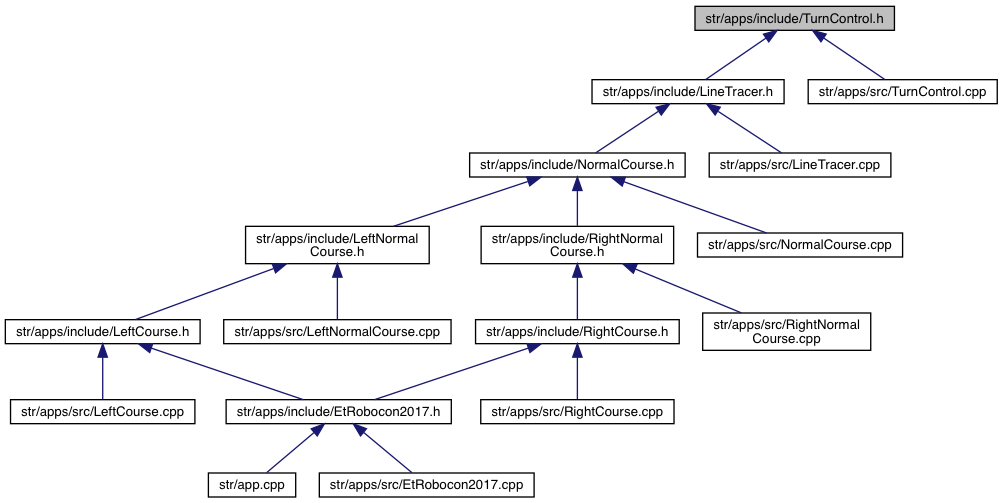 str/apps/include/TurnControl.h
str/apps/include/LineTracer.h
str/apps/src/TurnControl.cpp
str/apps/include/NormalCourse.h
str/apps/src/LineTracer.cpp
str/apps/include/LeftNormal
Course.h
str/apps/include/RightNormal
Course.h
str/apps/src/NormalCourse.cpp
str/apps/include/LeftCourse.h
str/apps/src/LeftNormalCourse.cpp
str/apps/include/RightCourse.h
str/apps/src/RightNormal
Course.cpp
str/apps/src/LeftCourse.cpp
str/apps/include/EtRobocon2017.h
str/apps/src/RightCourse.cpp
str/app.cpp
str/apps/src/EtRobocon2017.cpp